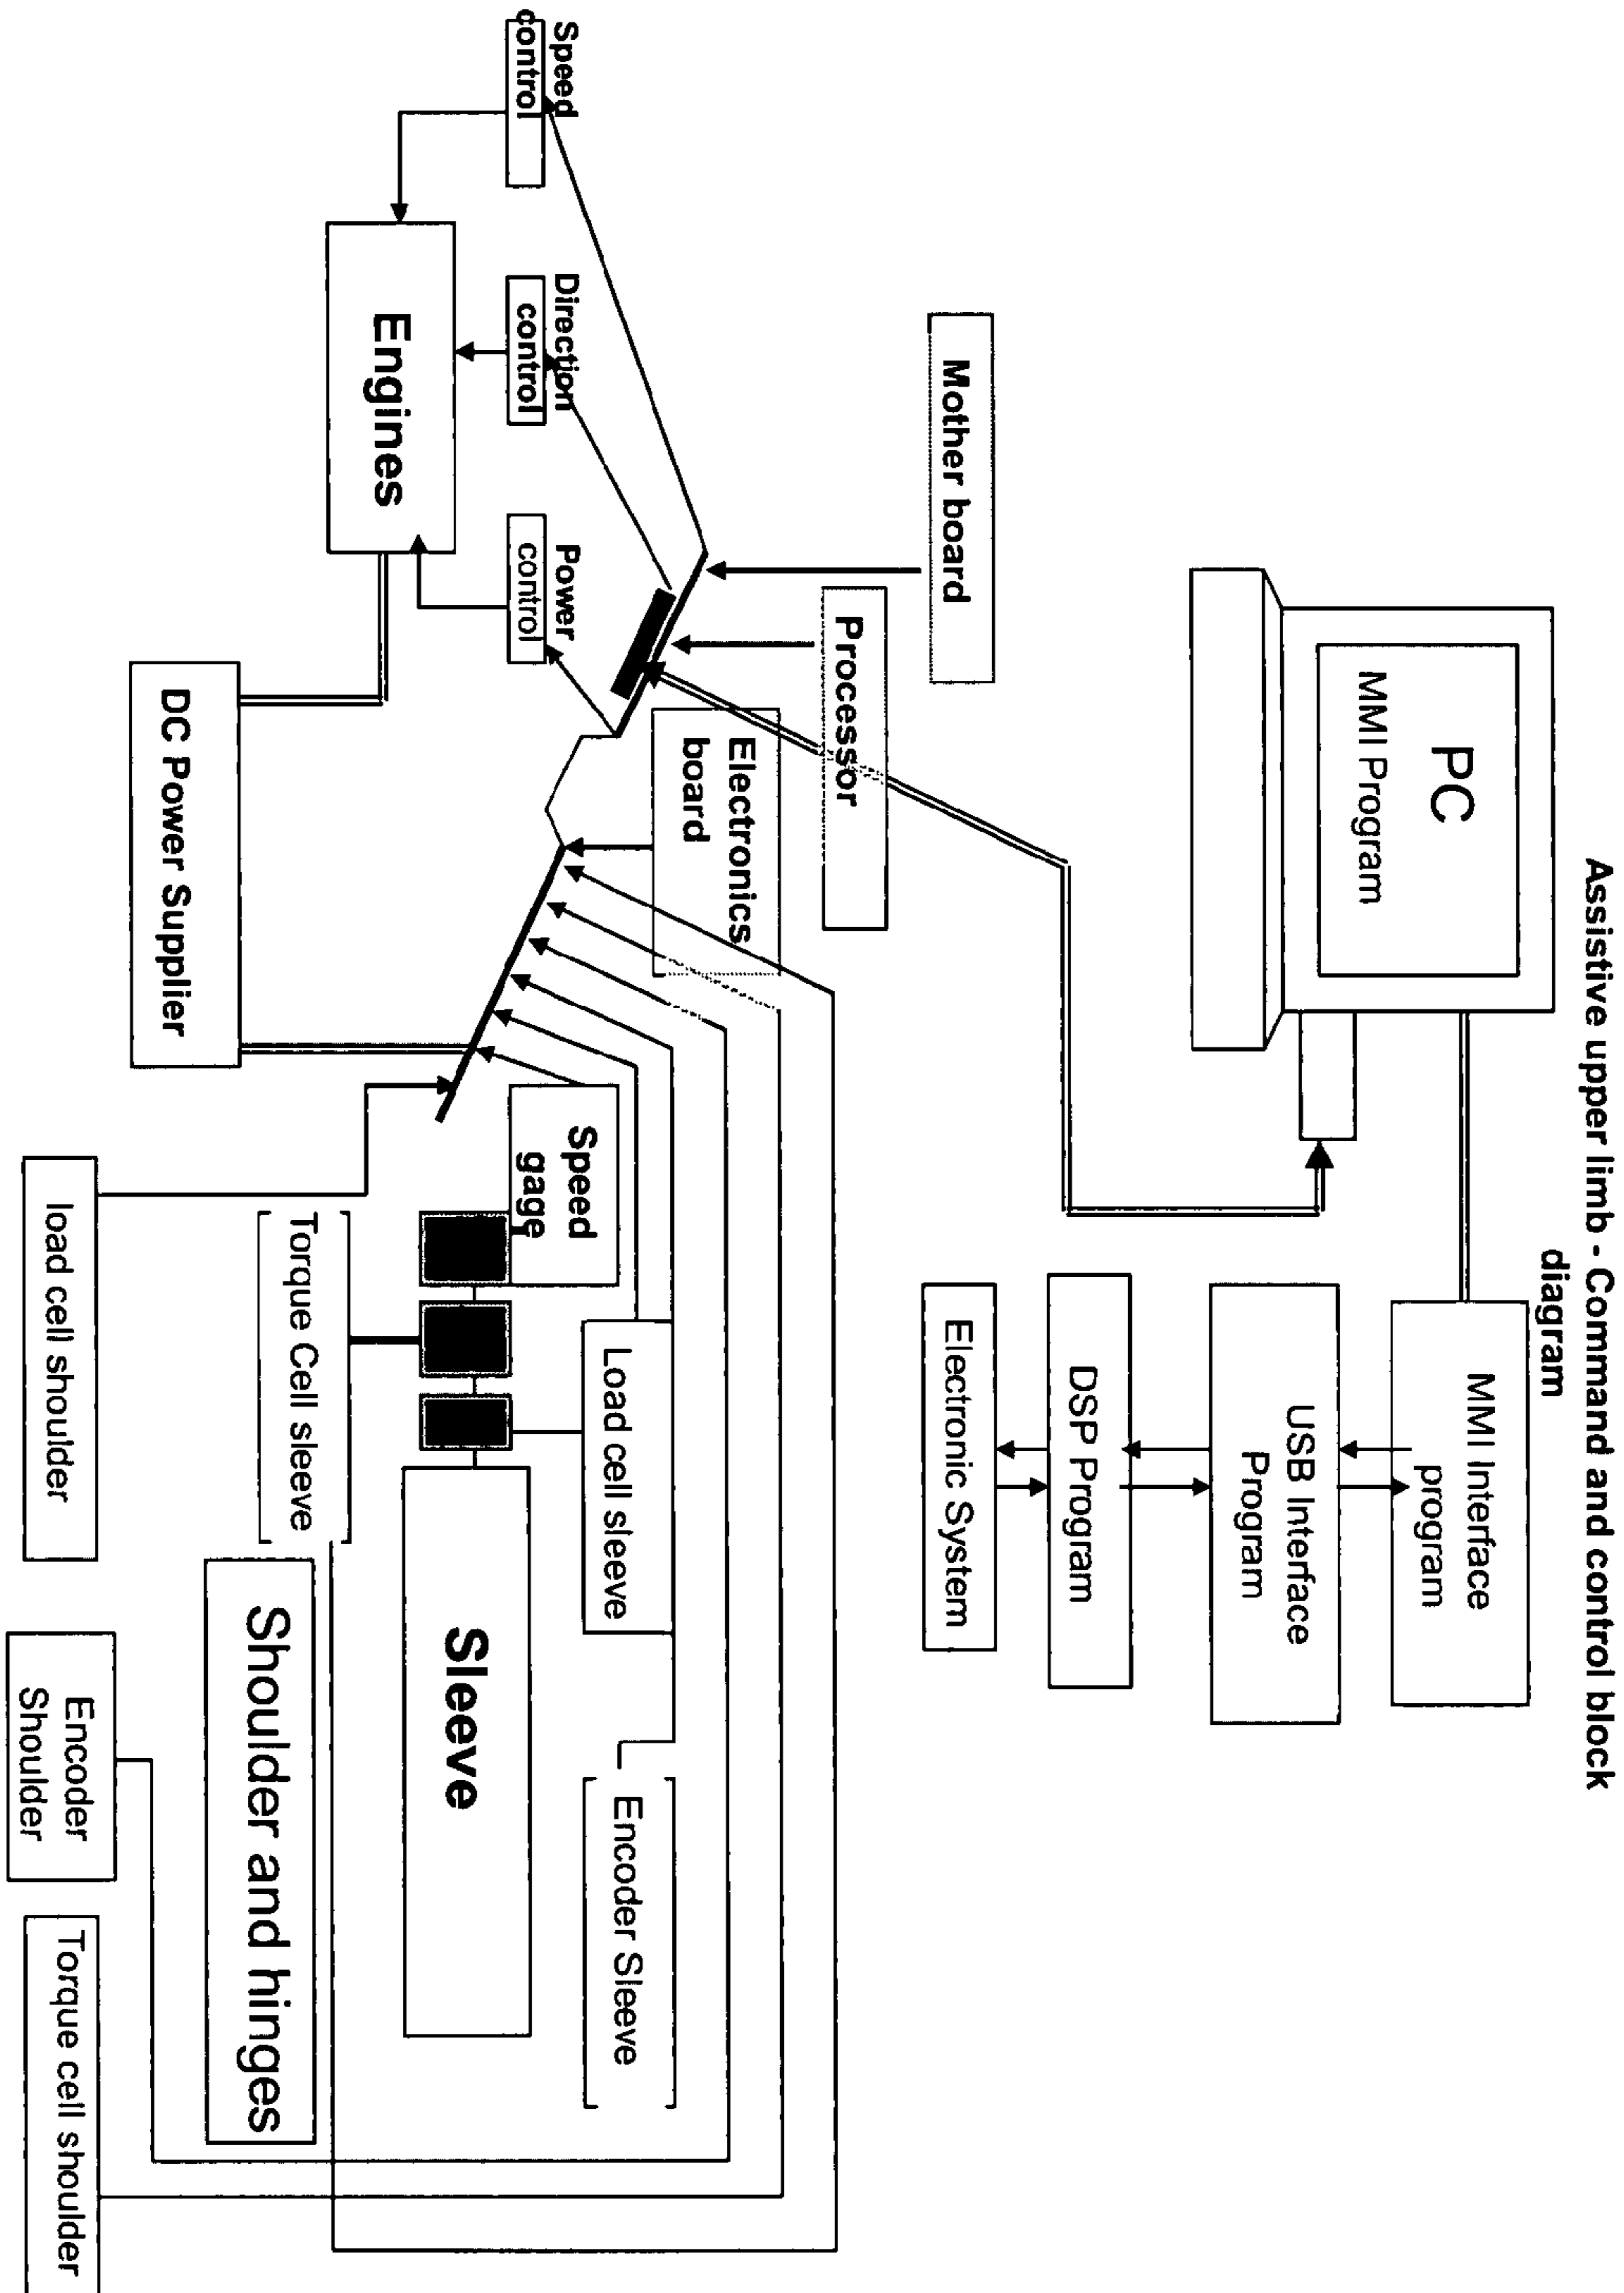 Assistive upper limb - Command and control block
diagram
PC
MMI Program
MMI Interface
program
USB Interface
Program
DSP Program
Electronic System
Mother board
Processor
Electronics
board
Speed
control
Direction
control
Power
control
Engines
DC Power Supplier
Speed
gage
Load cell sleeve
Encoder Sleeve
Sleeve
Torque Cell sleeve
Shoulder and hinges
load cell shoulder
Encoder
Shoulder
Torque cell shoulder